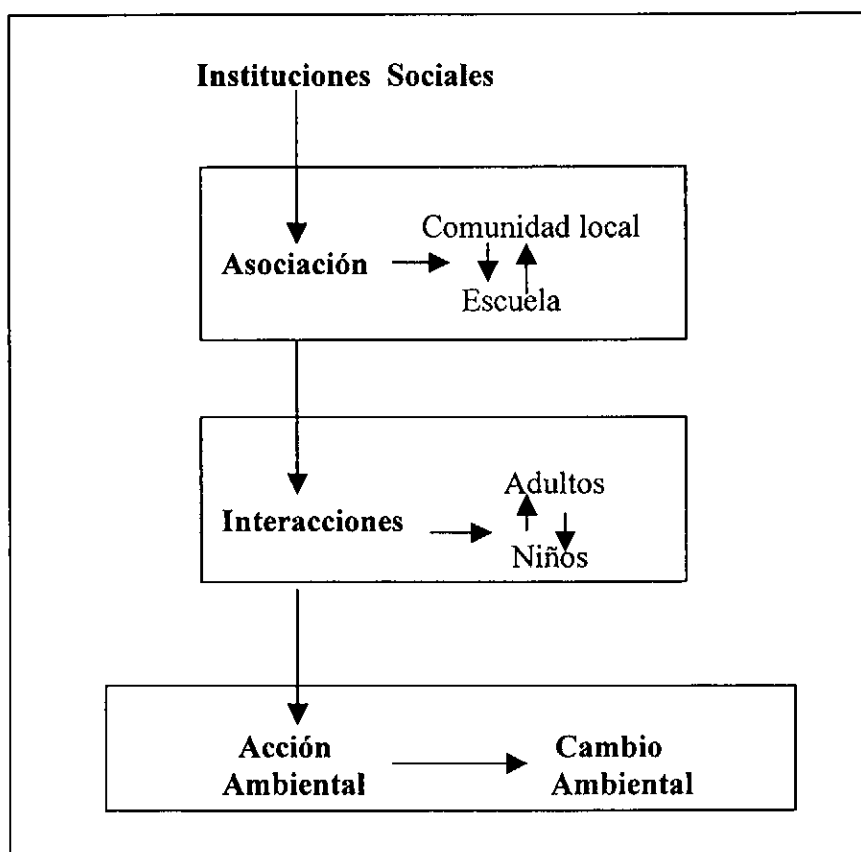 Instituciones Sociales
Comunidad local
Asociación
Escuela
Adultos
Interacciones
Niños
Acción Cambio
Ambiental Ambiental